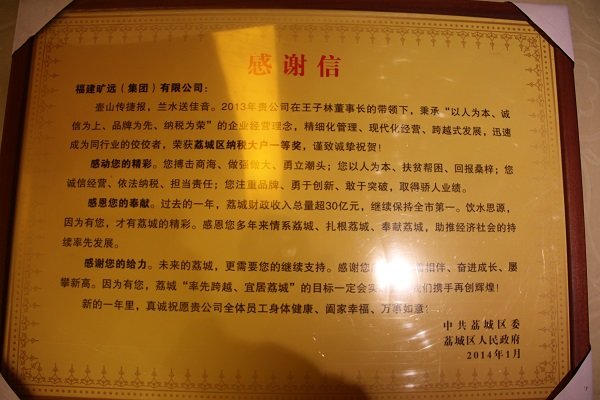 感谢信
福建旷远（集团）有限公司：
壶山传捷报，兰水送佳音。2013年贵公司在王子林董事长的带领下，秉承“以人为本、诚
信为上、品牌为先、纳税为荣”的企业经营理念，精细化管理、现代化经营、跨越式发展，迅速
成为同行业的佼佼者，荣获荔城区纳税大户一等奖，谨致诚挚祝贺！
感动您的精彩。您搏击商海、做强做大、勇立潮头；您以人为本、扶贫帮困、回报桑梓；您
诚信经营、依法纳税、担当责任；您注重品牌、勇于创新、敢于突破，取得骄人业绩。
感恩您的奉献。过去的一年，荔城财政收入总量超30亿元，继续保持全市第一。饮水思源，
因为有您，才有荔城的精彩。感恩您多年来情系荔城、扎根荔城、奉献荔城，助推经济社会的持
续率先发展。
感谢您的给力。未来的荔城，更需要您的继续支持。感谢您 相伴、奋进成长、屡
攀新高。因为有您，荔城“率先跨越、宜居荔城”的目标一定会实 们携手再创辉煌！
新的一年里，真诚祝愿贵公司全体员工身体健康、阖家幸福、万事如意！
中共荔城区委
荔城区人民政府
2014年1月